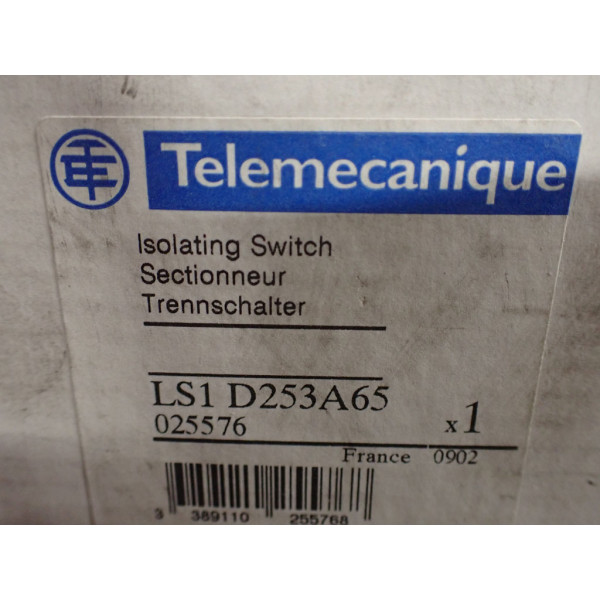 Telemecanique
Isolating Switch
Sectionneur
Trennschalter
LS1 D253A65
025576 x1
France 0902
3 389110 255768